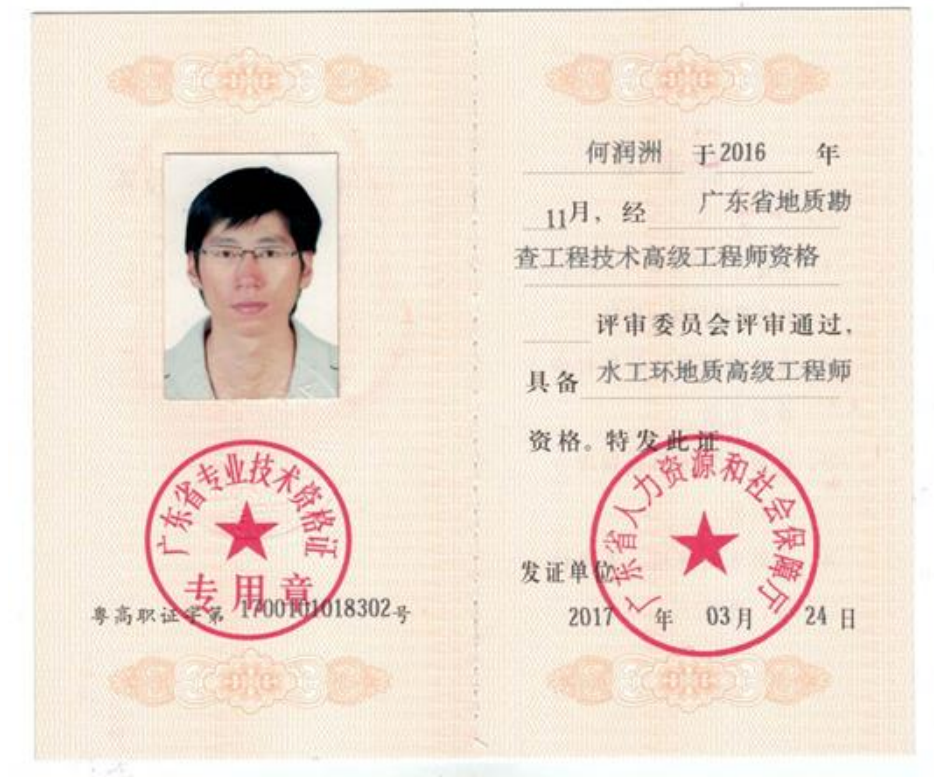 广东省专业技术资格证
专用章
粤高职证字第 1700101018302号
何润洲 于2016 年
11月，经 广东省地质勘
查工程技术高级工程师资格
评审委员会评审通过，
具备 水工环地质高级工程师
资格。特发此证
广东省人力资源和社会保障厅
发证单位
2017 年 03月 24日